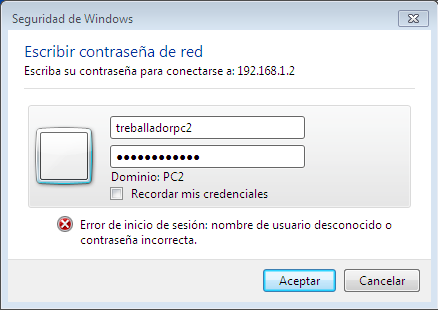 Seguridad de Windows
Escribir contraseña de red
Escriba su contraseña para conectarse a: 192.168.1.2
treballadorpc2
●●●●●●●●●●●●
Dominio: PC2
Recordar mis credenciales
Error de inicio de sesión: nombre de usuario desconocido o
contraseña incorrecta.
Aceptar
Cancelar